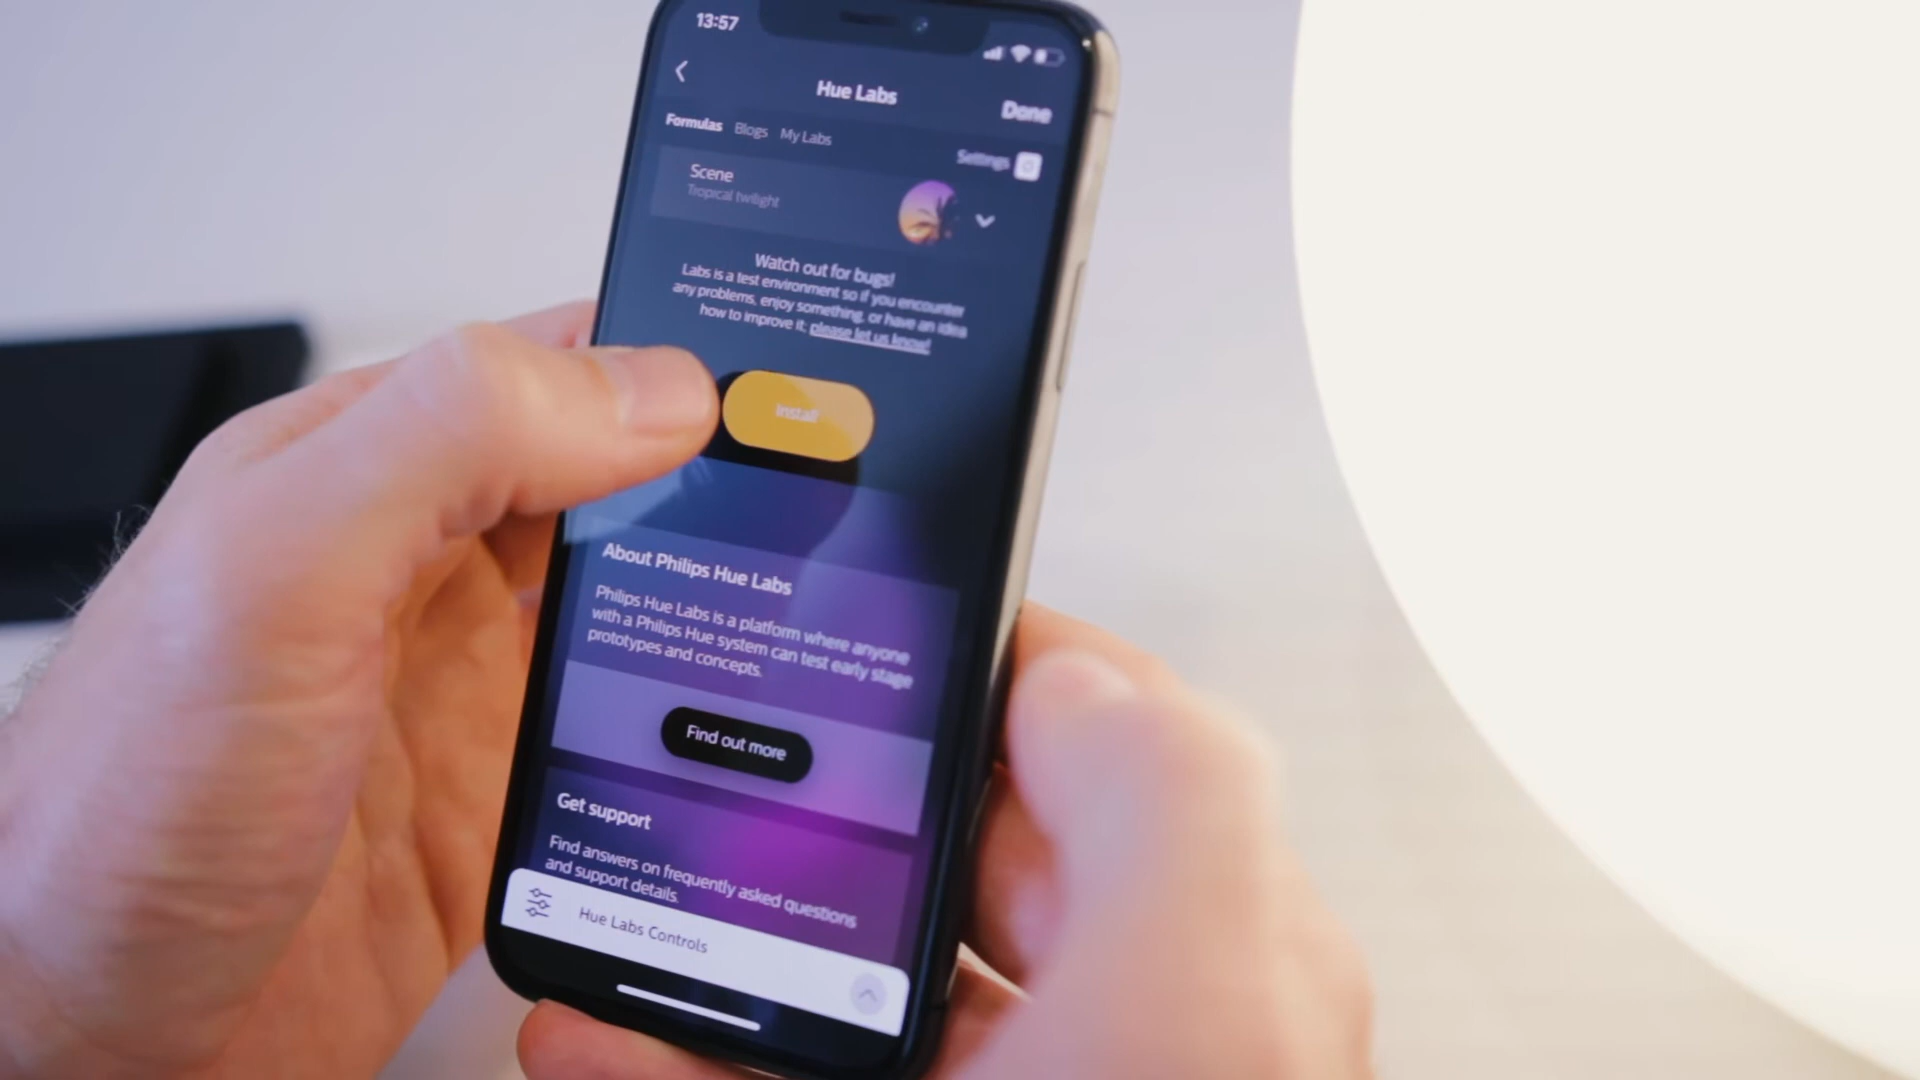 13:57
Hue Labs
Done
Formulas Blogs My Labs
Settings
Scene
Tropical twilight
Watch out for bugs!
Labs is a test environment so if you encounter
any problems, enjoy something, or have an idea
how to improve it; please let us know!
Install
About Philips Hue Labs
Philips Hue Labs is a platform where anyone
with a Philips Hue system can test early stage
prototypes and concepts.
Find out more
Get support
Find answers on frequently asked questions
and support details.
Hue Labs Controls